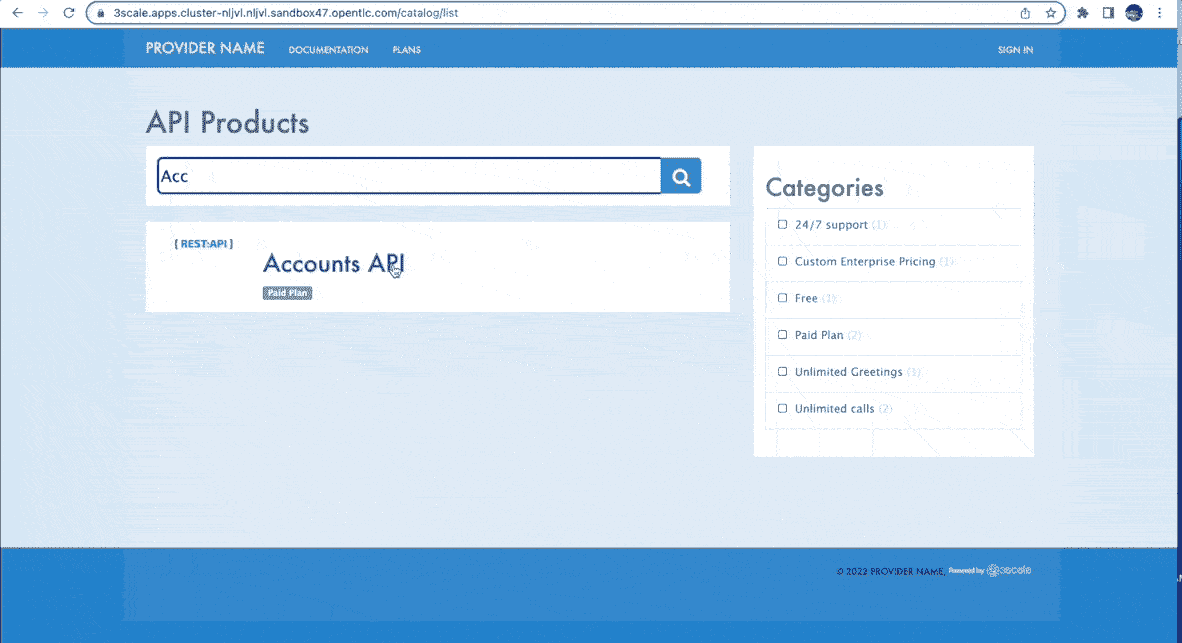 3scale.apps.cluster-nljvl.nljvl.sandbox47.opentlc.com/catalog/list
PROVIDER NAME DOCUMENTATION PLANS SIGN IN
API Products
Acc
[ REST:API ]
Accounts API
Paid Plan
Categories
24/7 support (1)
Custom Enterprise Pricing (1)
Free (1)
Paid Plan (2)
Unlimited Greetings (3)
Unlimited calls (2)
© 2022 PROVIDER NAME, Powered by 3scale